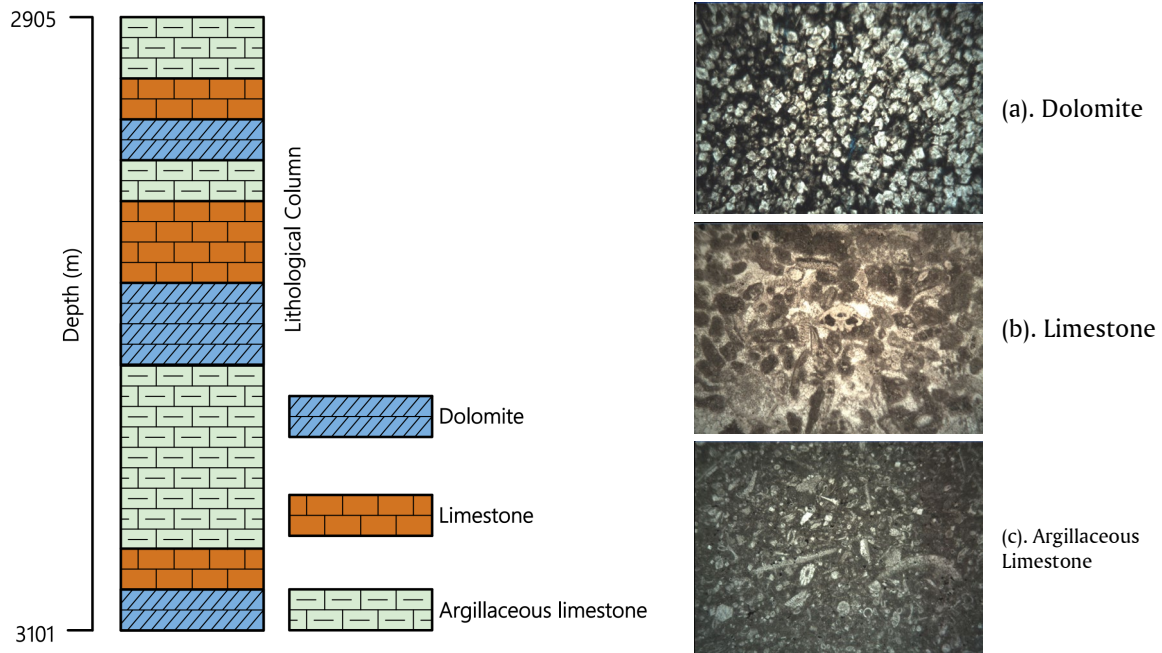 2905
Depth (m)
3101
Lithological Column
Dolomite
Limestone
Argillaceous limestone
(a). Dolomite
(b). Limestone
(c). Argillaceous
Limestone